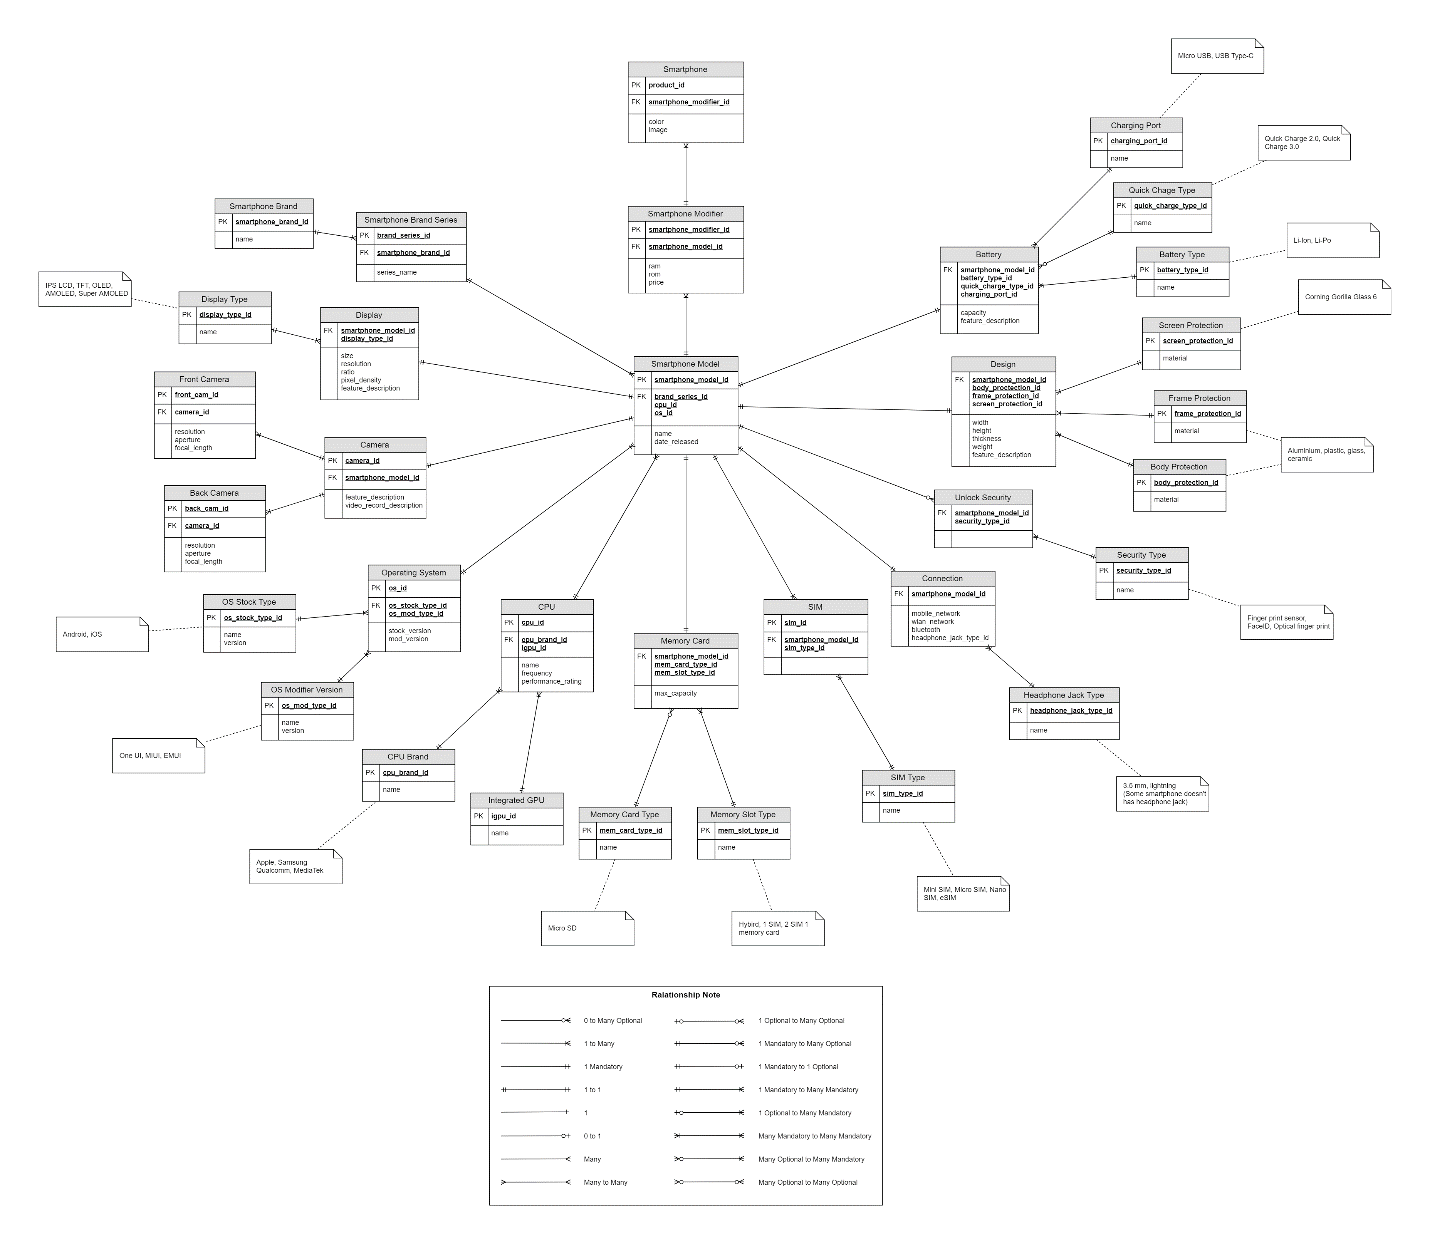 Micro USB, USB Type-C
Smartphone
PK product_id
FK smartphone_modifier_id
color
image
Charging Port
PK charging_port_id
name
Quick Charge 2.0, Quick
Charge 3.0
Quick Chage Type
PK quick_charge_type_id
name
Smartphone Brand
PK smartphone_brand_id
name
Smartphone Brand Series
PK brand_series_id
FK smartphone_brand_id
series_name
Smartphone Modifier
PK smartphone_modifier_id
FK smartphone_model_id
ram
rom
price
Battery
FK smartphone_model_id
battery_type_id
quick_charge_type_id
charging_port_id
capacity
feature_description
Battery Type
PK battery_type_id
name
Li-Ion, Li-Po
IPS LCD, TFT, OLED,
AMOLED, Super AMOLED
Display Type
PK display_type_id
name
Display
FK smartphone_model_id
display_type_id
size
resolution
ratio
pixel_density
feature_description
Corning Gorilla Glass 6
Screen Protection
PK screen_protection_id
material
Smartphone Model
PK smartphone_model_id
FK brand_series_id
cpu_id
os_id
name
date_released
Design
FK smartphone_model_id
body_proctection_id
frame_protection_id
screen_protection_id
width
height
thickness
weight
feature_description
Frame Protection
PK frame_protection_id
material
Front Camera
PK front_cam_id
FK camera_id
resolution
aperture
focal_length
Camera
PK camera_id
FK smartphone_model_id
feature_description
video_record_description
Aluminium, plastic, glass,
ceramic
Body Protection
PK body_protection_id
material
Back Camera
PK back_cam_id
FK camera_id
resolution
aperture
focal_length
Unlock Security
FK smartphone_model_id
security_type_id
Security Type
PK security_type_id
name
Finger print sensor,
FaceID, Optical finger print
Operating System
PK os_id
FK os_stock_type_id
os_mod_type_id
stock_version
mod_version
OS Stock Type
PK os_stock_type_id
name
version
Android, iOS
CPU
PK cpu_id
FK cpu_brand_id
igpu_id
name
frequency
performance_rating
Memory Card
FK smartphone_model_id
mem_card_type_id
mem_slot_type_id
max_capacity
SIM
PK sim_id
FK smartphone_model_id
sim_type_id
Connection
FK smartphone_model_id
mobile_network
wlan_network
bluetooth
headphone_jack_type_id
OS Modifier Version
PK os_mod_type_id
name
version
One UI, MIUI, EMUI
Headphone Jack Type
PK headphone_jack_type_id
name
3.5 mm, lightning
(Some smartphone doesn't
has headphone jack)
CPU Brand
PK cpu_brand_id
name
Apple, Samsung
Qualcomm, MediaTek
Integrated GPU
PK igpu_id
name
Memory Card Type
PK mem_card_type_id
name
Memory Slot Type
PK mem_slot_type_id
name
SIM Type
PK sim_type_id
name
Mini SIM, Micro SIM, Nano
SIM, eSIM
Micro SD
Hybird, 1 SIM, 2 SIM 1
memory card
Ralationship Note
0 to Many Optional
1 Optional to Many Optional
1 to Many
1 Mandatory to Many Optional
1 Mandatory
1 Mandatory to 1 Optional
1 to 1
1 Mandatory to Many Mandatory
1
1 Optional to Many Mandatory
0 to 1
Many Mandatory to Many Mandatory
Many
Many Optional to Many Mandatory
Many to Many
Many Optional to Many Optional